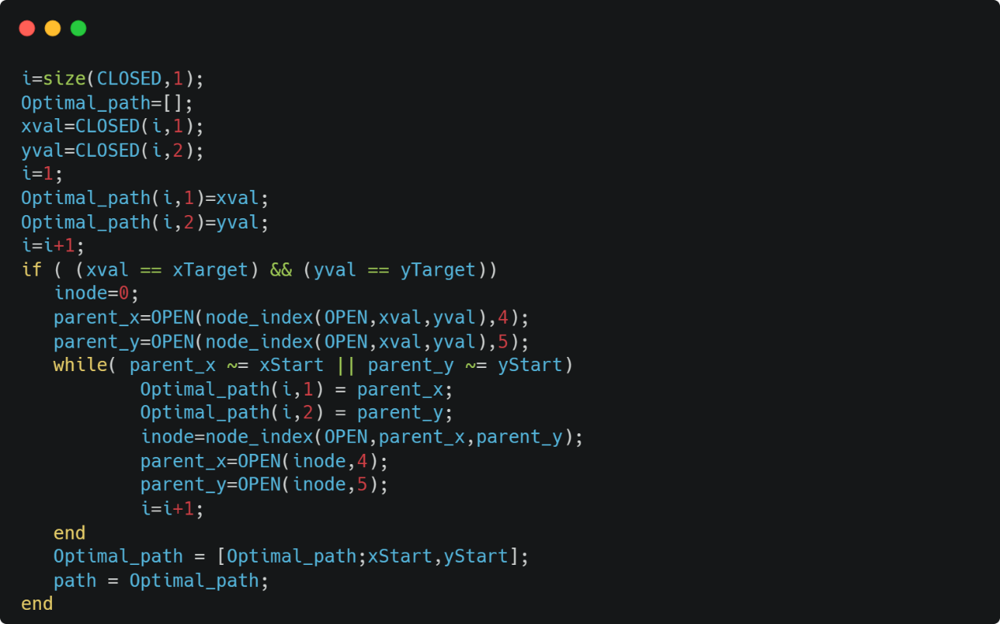 i=size(CLOSED,1);
Optimal_path=[];
xval=CLOSED(i,1);
yval=CLOSED(i,2);
i=1;
Optimal_path(i,1)=xval;
Optimal_path(i,2)=yval;
i=i+1;
if ( (xval == xTarget) && (yval == yTarget))
   inode=0;
   parent_x=OPEN(node_index(OPEN,xval,yval),4);
   parent_y=OPEN(node_index(OPEN,xval,yval),5);
   while( parent_x ~= xStart || parent_y ~= yStart)
           Optimal_path(i,1) = parent_x;
           Optimal_path(i,2) = parent_y;
           inode=node_index(OPEN,parent_x,parent_y);
           parent_x=OPEN(inode,4);
           parent_y=OPEN(inode,5);
           i=i+1;
   end
   Optimal_path = [Optimal_path;xStart,yStart];
   path = Optimal_path;
end